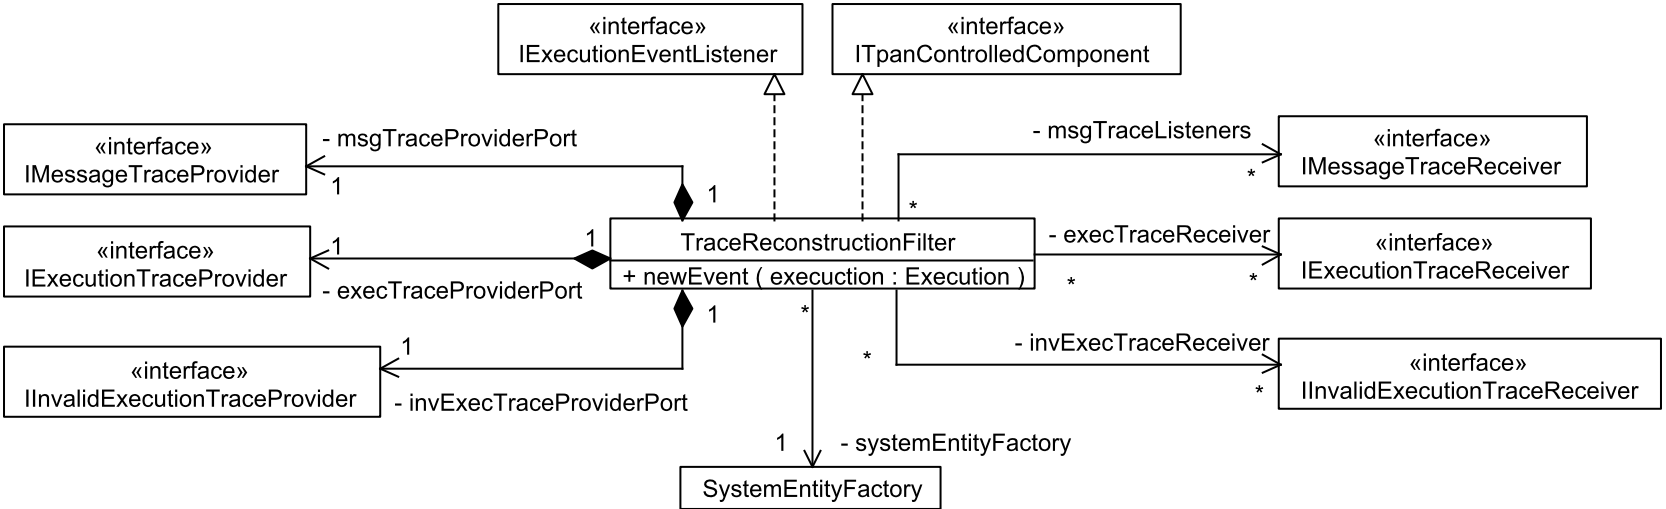 «interface»
IExecutionEventListener
«interface»
ITpanControlledComponent
«interface»
IMessageTraceProvider
- msgTraceProviderPort
1
1
- msgTraceListeners
*
*
«interface»
IMessageTraceReceiver
«interface»
IExecutionTraceProvider
1
1
- execTraceProviderPort
TraceReconstructionFilter
+ newEvent ( execuction : Execution )
- execTraceReceiver
*
*
«interface»
IExecutionTraceReceiver
«interface»
IInvalidExecutionTraceProvider
1
1
- invExecTraceProviderPort
*
*
- invExecTraceReceiver
*
«interface»
IInvalidExecutionTraceReceiver
1
- systemEntityFactory
SystemEntityFactory